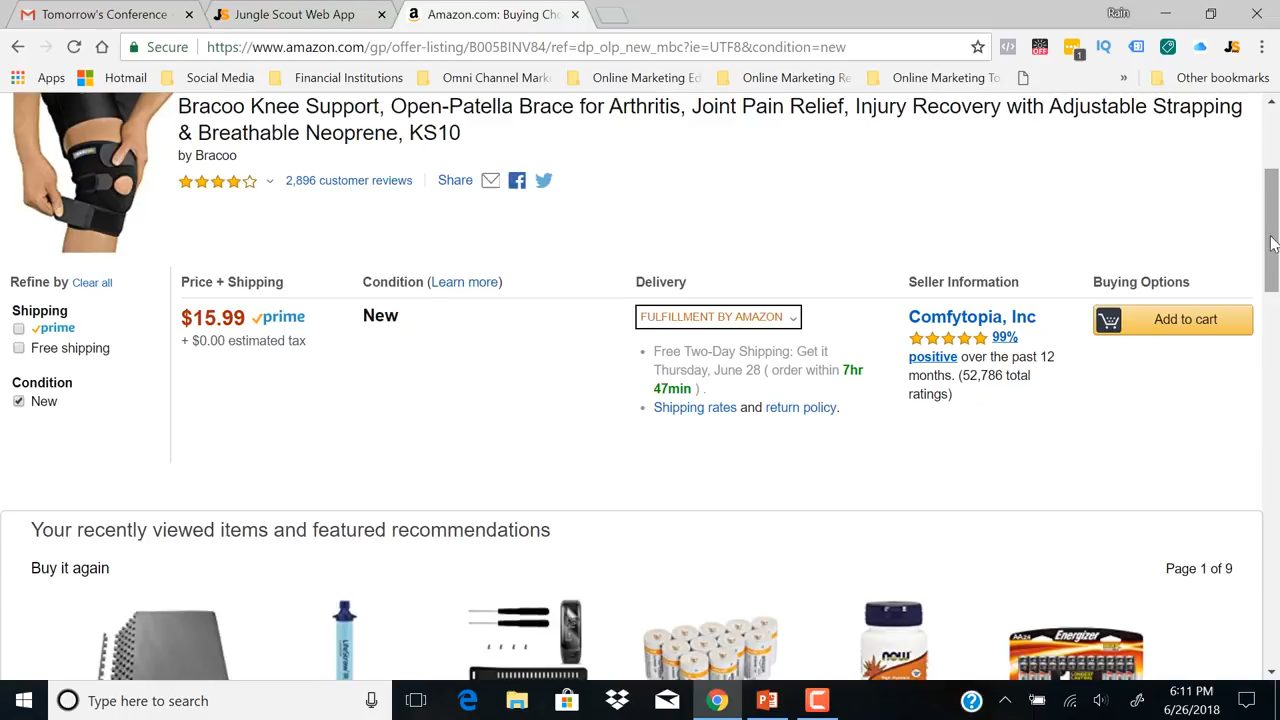 Tomorrow's Conference
Jungle Scout Web App
Amazon.com: Buying Cho
Rain
Secure
https://www.amazon.com/gp/offer-listing/B005BINV84/ref=dp_olp_new_mbc?ie=UTF8&condition=new
Apps
Hotmail
Social Media
Financial Institutions
Omni Channel Mark
Online Marketing Ed
Online Marketing Re
Online Marketing To
»
Other bookmarks
Bracoo Knee Support, Open-Patella Brace for Arthritis, Joint Pain Relief, Injury Recovery with Adjustable Strapping
& Breathable Neoprene, KS10
by Bracoo
2,896 customer reviews
Share
Refine by Clear all
Shipping
prime
Free shipping
Condition
New
Price + Shipping
$15.99 prime
+ $0.00 estimated tax
Condition (Learn more)
New
Delivery
FULFILLMENT BY AMAZON
• Free Two-Day Shipping: Get it
Thursday, June 28 ( order within 7hr
47min ) .
• Shipping rates and return policy.
Seller Information
Comfytopia, Inc
99%
positive over the past 12
months. (52,786 total
ratings)
Buying Options
Add to cart
Your recently viewed items and featured recommendations
Buy it again
Page 1 of 9
LifeStraw
now
AA24
Energizer
Type here to search
6:11 PM
6/26/2018